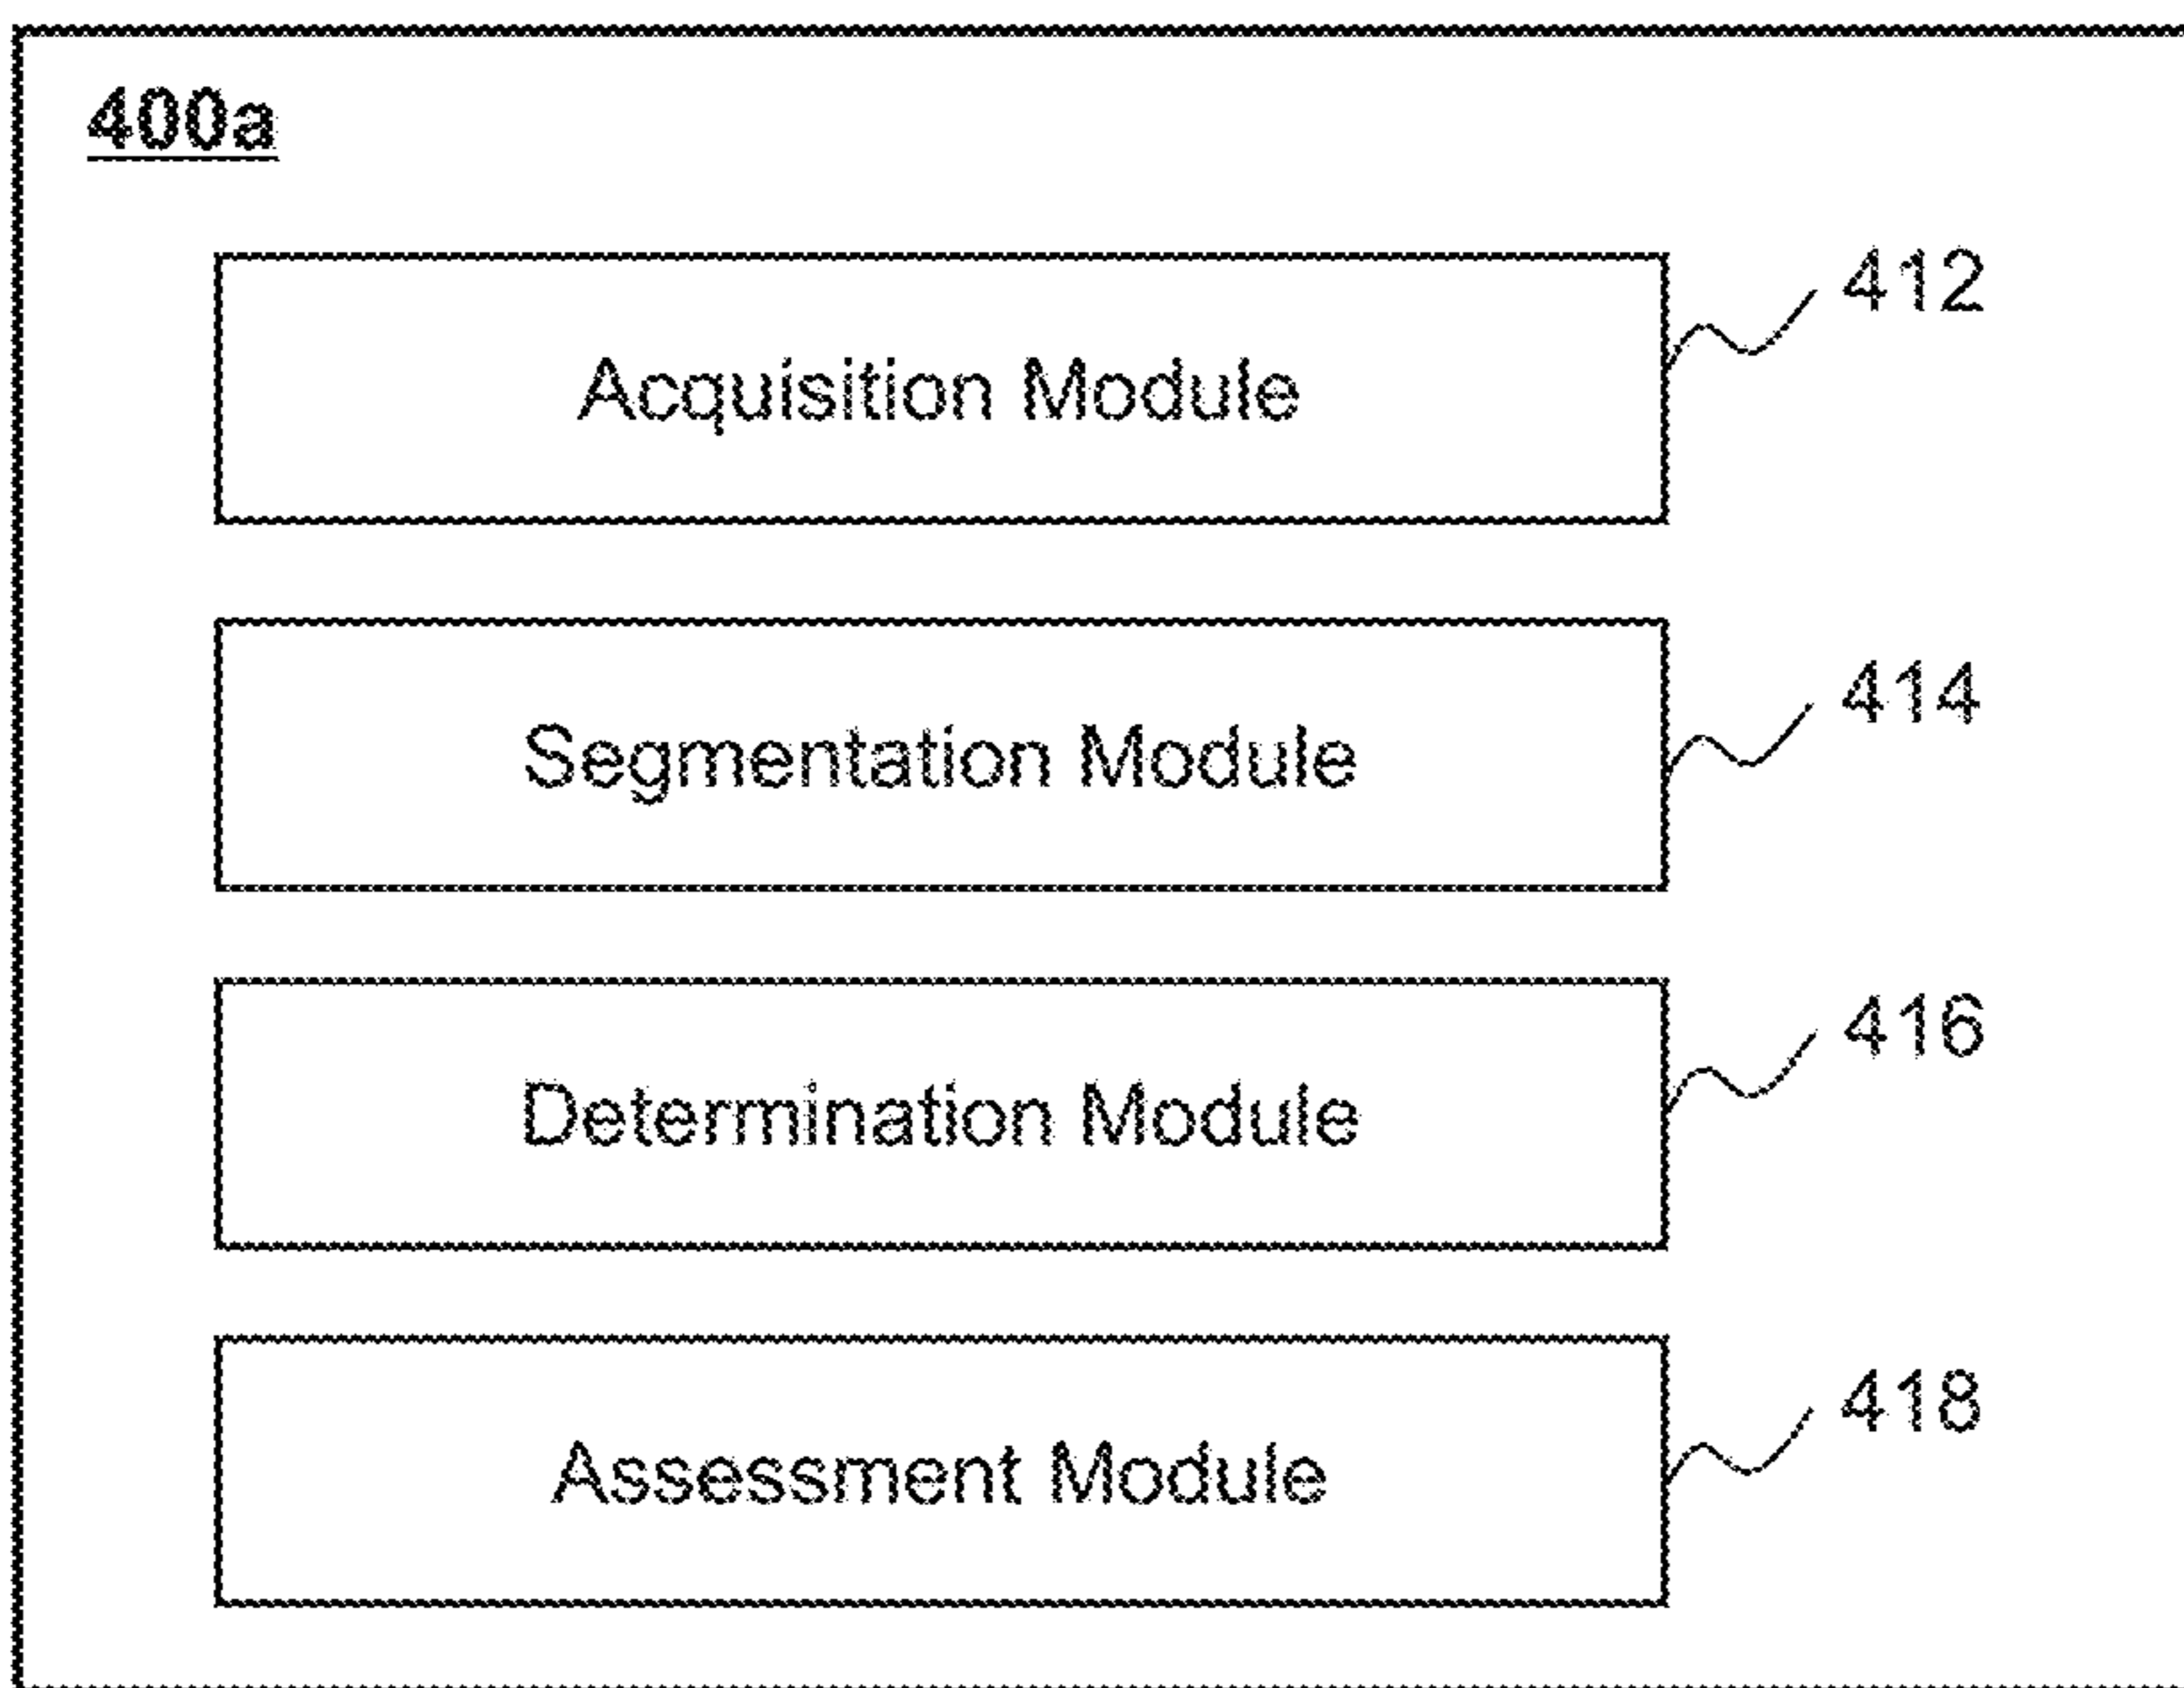 400a
Acquisition Module
412
Segmentation Module
414
Determination Module
416
Assessment Module
418